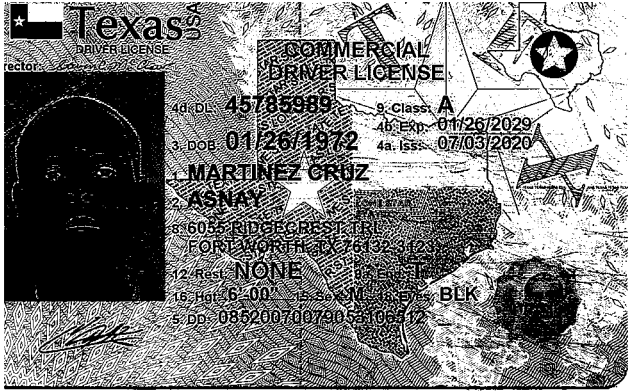 Texas USA
DRIVER LICENSE
COMMERCIAL
DRIVER LICENSE
4d. DL: 45785989 9. Class: A
4b. Exp: 01/26/2029
3. DOB: 01/26/1972 4a. Iss: 07/03/2020
1. MARTINEZ CRUZ
2. ASNAY
8. 6055 RIDGECREST TRL
FORT WORTH, TX 76132-3123
12. Rest: NONE 9a. End: T
16. Hgt: 6'-00" 15. Sex: M 18. Eyes: BLK
5. DD: 08520070079053106512